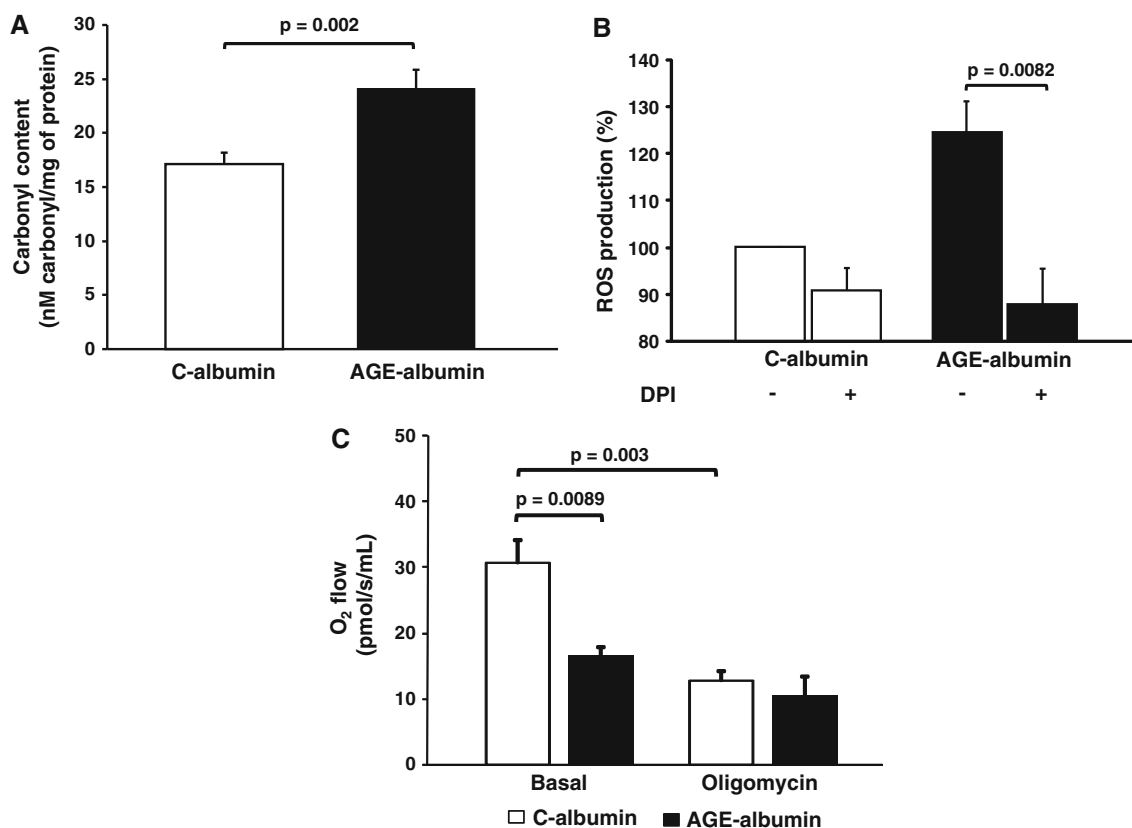 A
p = 0.002
Carbonyl content
(nM carbonyl/mg of protein)
30
25
20
15
10
5
0
C-albumin AGE-albumin
B
p = 0.0082
ROS production (%)
140
130
120
110
100
90
80
C-albumin AGE-albumin
DPI - + - +
C
p = 0.003
p = 0.0089
O₂ flow
(pmol/s/mL)
50
40
30
20
10
0
Basal Oligomycin
C-albumin AGE-albumin